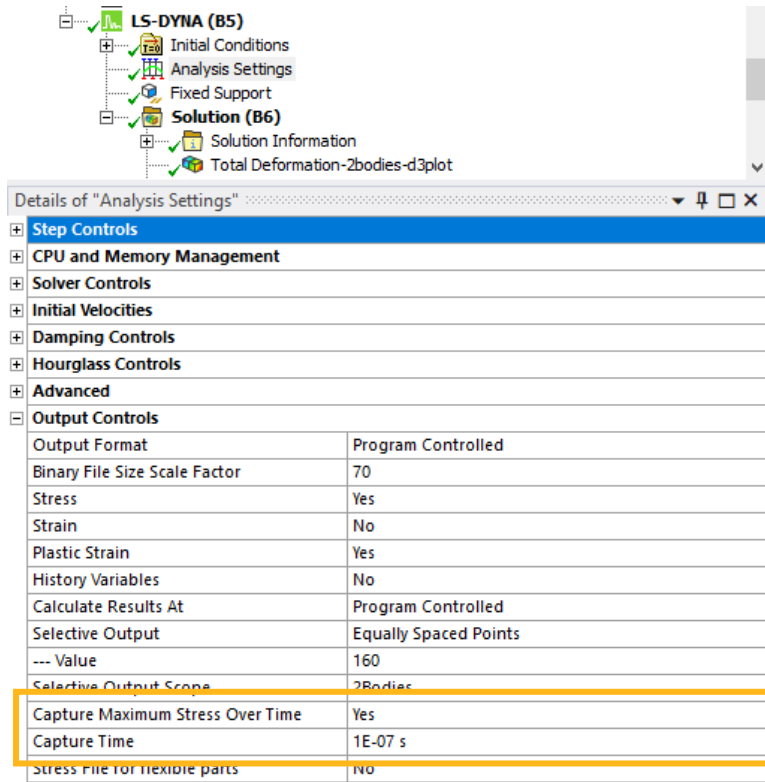 LS-DYNA (B5)
Initial Conditions
Analysis Settings
Fixed Support
Solution (B6)
Solution Information
Total Deformation-2bodies-d3plot
Details of "Analysis Settings"
Step Controls
CPU and Memory Management
Solver Controls
Initial Velocities
Damping Controls
Hourglass Controls
Advanced
Output Controls
Output Format Program Controlled
Binary File Size Scale Factor 70
Stress Yes
Strain No
Plastic Strain Yes
History Variables No
Calculate Results At Program Controlled
Selective Output Equally Spaced Points
--- Value 160
Selective Output Scope 2Bodies
Capture Maximum Stress Over Time Yes
Capture Time 1E-07 s
Stress File for flexible parts No